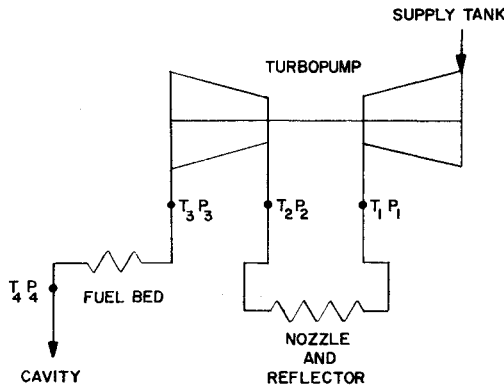 SUPPLY TANK
TURBOPUMP
T3 P3
T2 P2
T1 P1
T4 P4
FUEL BED
CAVITY
NOZZLE
AND
REFLECTOR